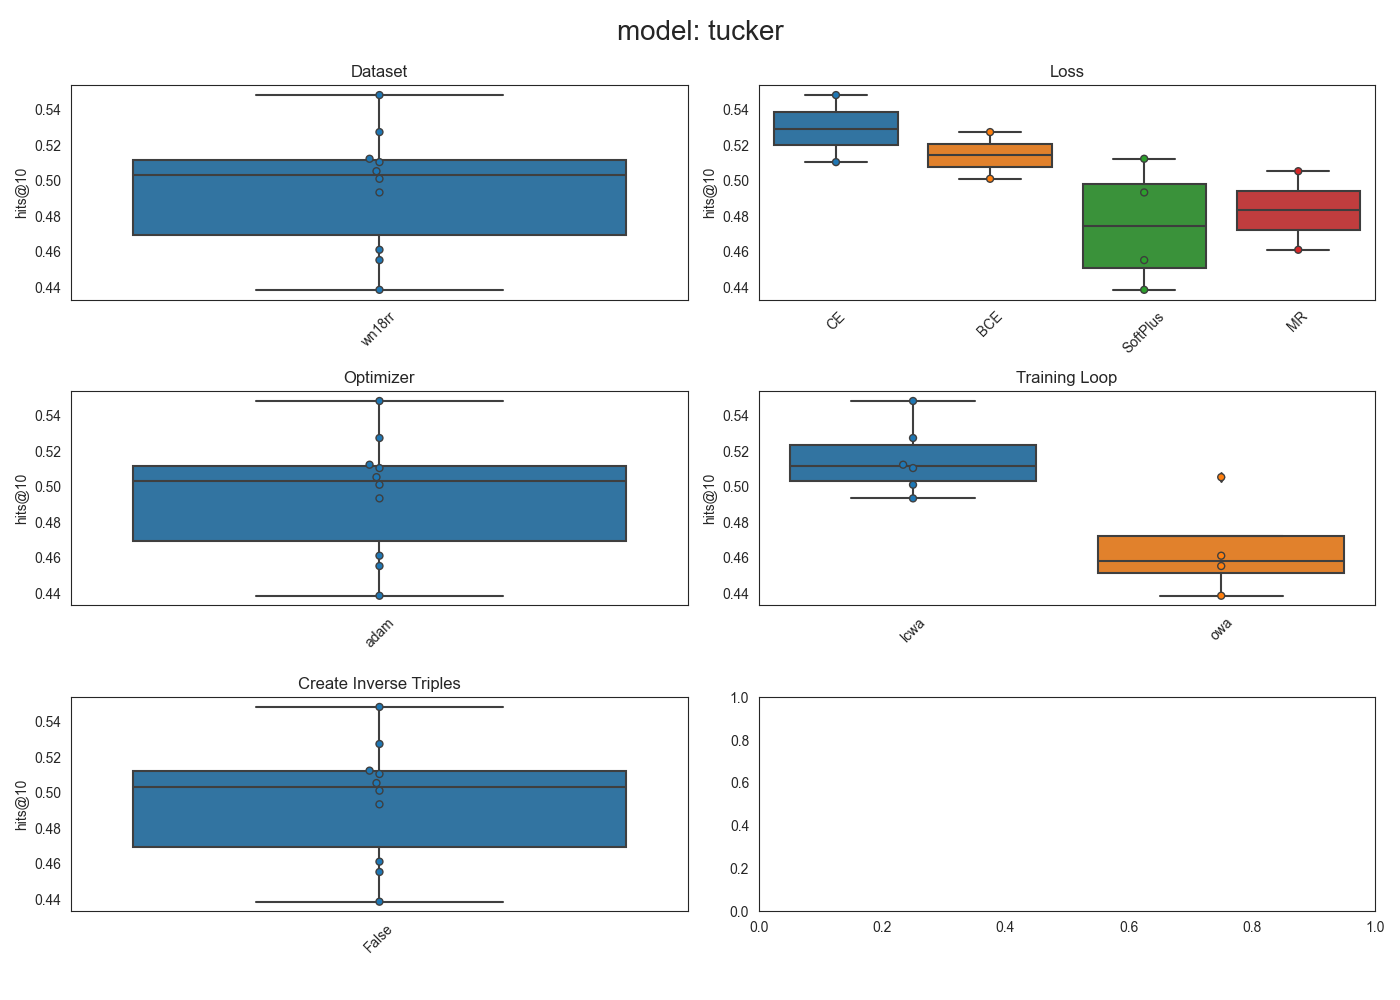 model: tucker
Dataset
hits@10
0.54
0.52
0.50
0.48
0.46
0.44
wn18rr
Loss
hits@10
0.54
0.52
0.50
0.48
0.46
0.44
CE
BCE
SoftPlus
MR
Optimizer
hits@10
0.54
0.52
0.50
0.48
0.46
0.44
adam
Training Loop
hits@10
0.54
0.52
0.50
0.48
0.46
0.44
lcwa
owa
Create Inverse Triples
hits@10
0.54
0.52
0.50
0.48
0.46
0.44
False
1.0
0.8
0.6
0.4
0.2
0.0
0.0 0.2 0.4 0.6 0.8 1.0